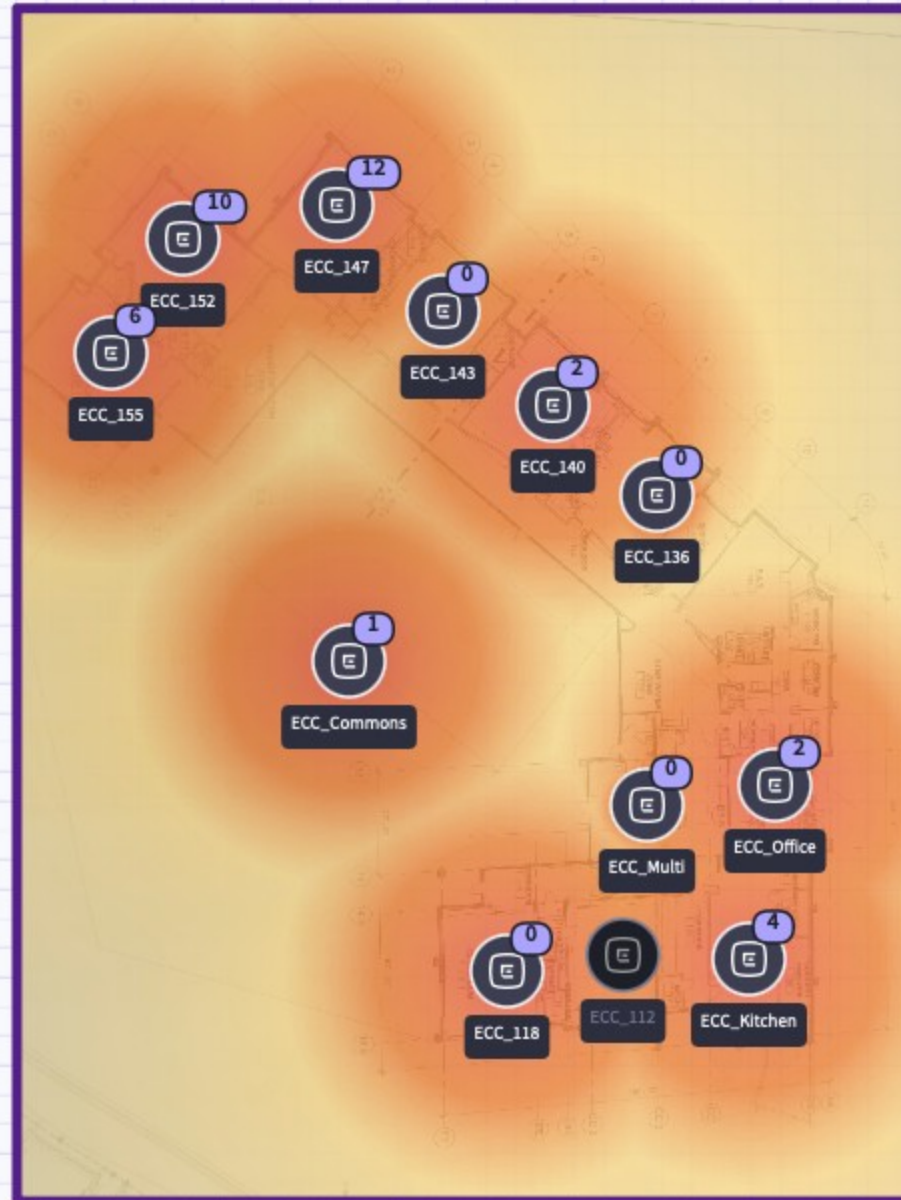 12
10
ECC_147
0
ECC_152
6
ECC_143
2
ECC_155
0
ECC_140
ECC_136
1
ECC_Commons
2
0
ECC_Office
ECC_Multi
4
0
ECC_112
ECC_Kitchen
ECC_118